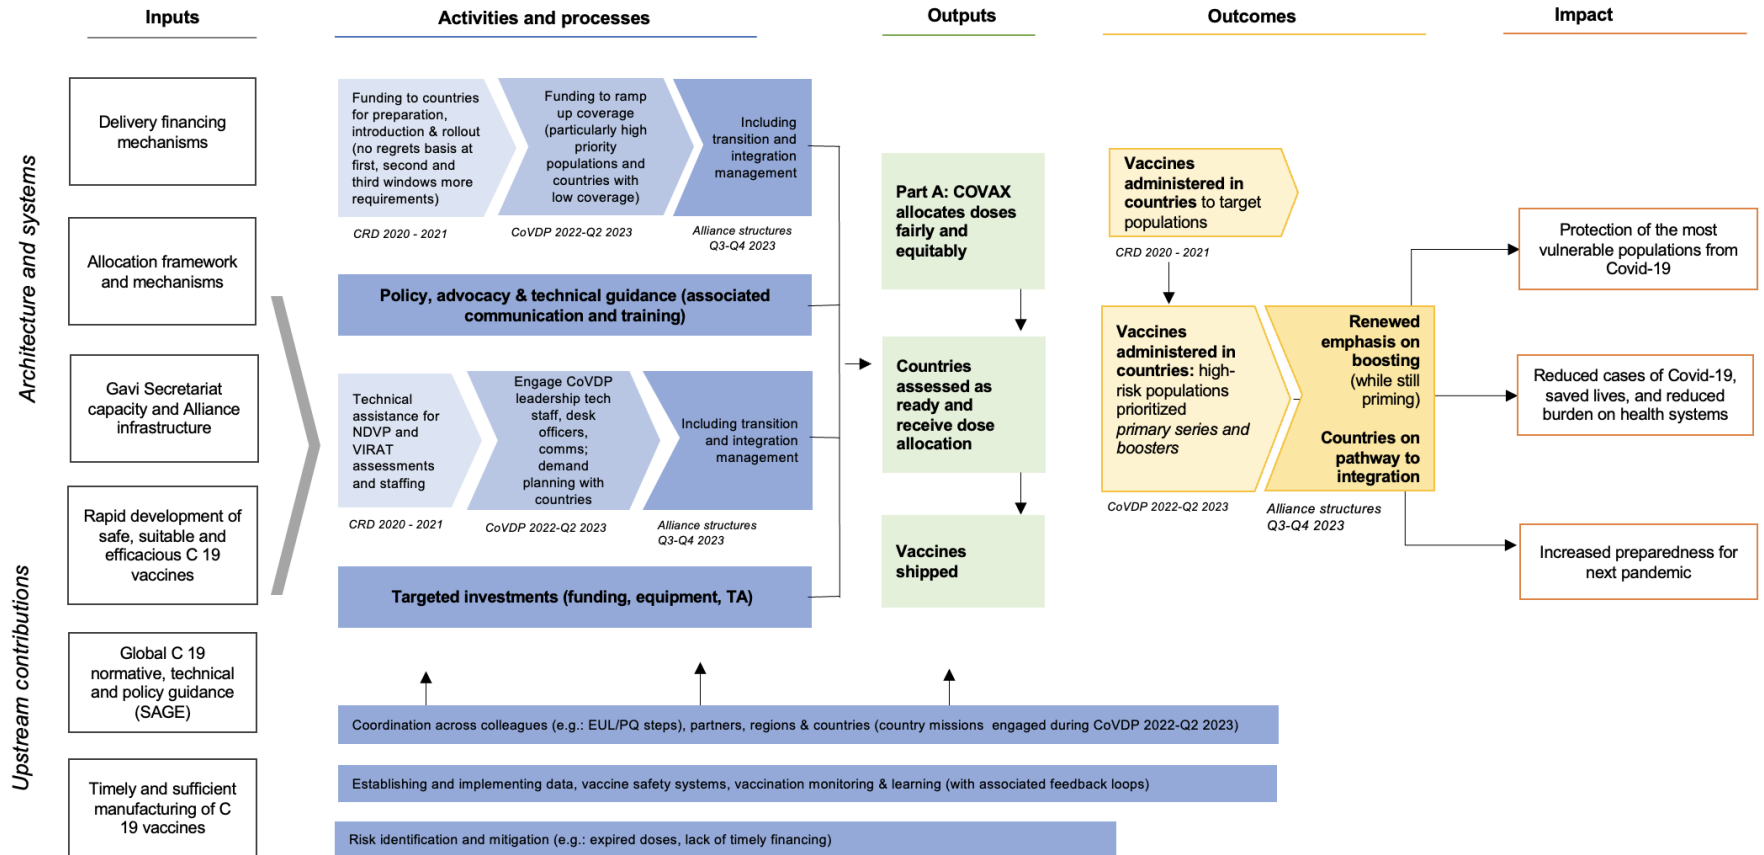 Inputs
Activities and processes
Outputs
Outcomes
Impact
Architecture and systems
Upstream contributions
Delivery financing
mechanisms
Allocation framework
and mechanisms
Gavi Secretariat
capacity and Alliance
infrastructure
Rapid development of
safe, suitable and
efficacious C 19
vaccines
Global C 19
normative, technical
and policy guidance
(SAGE)
Timely and sufficient
manufacturing of C
19 vaccines
Funding to countries
for preparation,
introduction & rollout
(no regrets basis at
first, second and
third windows more
requirements)
Funding to ramp
up coverage
(particularly high
priority
populations and
countries with
low coverage)
Including
transition and
integration
management
CRD 2020 - 2021
CoVDP 2022-Q2 2023
Alliance structures
Q3-Q4 2023
Policy, advocacy & technical guidance (associated
communication and training)
Technical
assistance for
NDVP and
VIRAT
assessments
and staffing
Engage CoVDP
leadership tech
staff, desk
officers,
comms;
demand
planning with
countries
Including transition
and integration
management
CRD 2020 - 2021
CoVDP 2022-Q2 2023
Alliance structures
Q3-Q4 2023
Targeted investments (funding, equipment, TA)
Coordination across colleagues (e.g.: EUL/PQ steps), partners, regions & countries (country missions engaged during CoVDP 2022-Q2 2023)
Establishing and implementing data, vaccine safety systems, vaccination monitoring & learning (with associated feedback loops)
Risk identification and mitigation (e.g.: expired doses, lack of timely financing)
Part A: COVAX
allocates doses
fairly and
equitably
Countries
assessed as
ready and
receive dose
allocation
Vaccines
shipped
Vaccines
administered in
countries to target
populations
CRD 2020 - 2021
Vaccines
administered in
countries: high-
risk populations
prioritized
primary series and
boosters
CoVDP 2022-Q2 2023
Renewed
emphasis on
boosting
(while still
priming)
Countries on
pathway to
integration
Alliance structures
Q3-Q4 2023
Protection of the most
vulnerable populations from
Covid-19
Reduced cases of Covid-19,
saved lives, and reduced
burden on health systems
Increased preparedness for
next pandemic